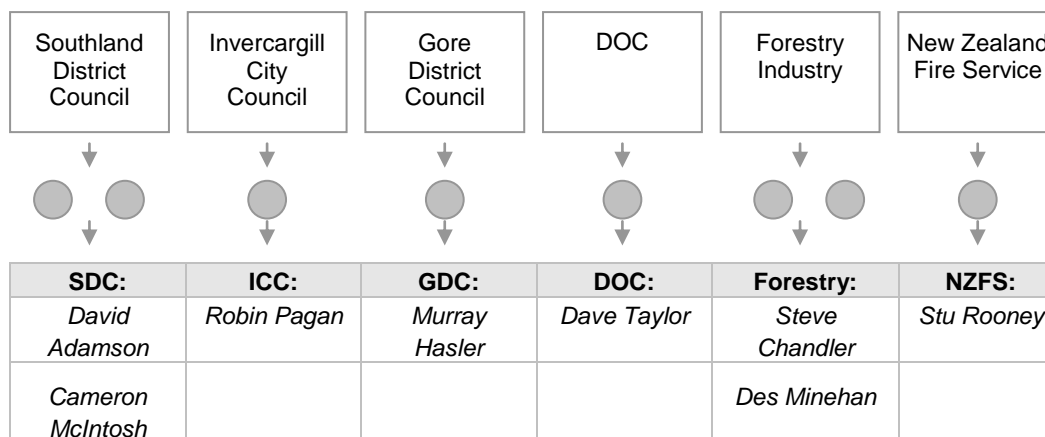 Southland
District
Council
Invercargill
City
Council
Gore
District
Council
DOC
Forestry
Industry
New Zealand
Fire Service
SDC: ICC: GDC: DOC: Forestry: NZFS:
David
Adamson
Robin Pagan
Murray
Hasler
Dave Taylor
Steve
Chandler
Stu Rooney
Cameron
McIntosh
Des Minehan